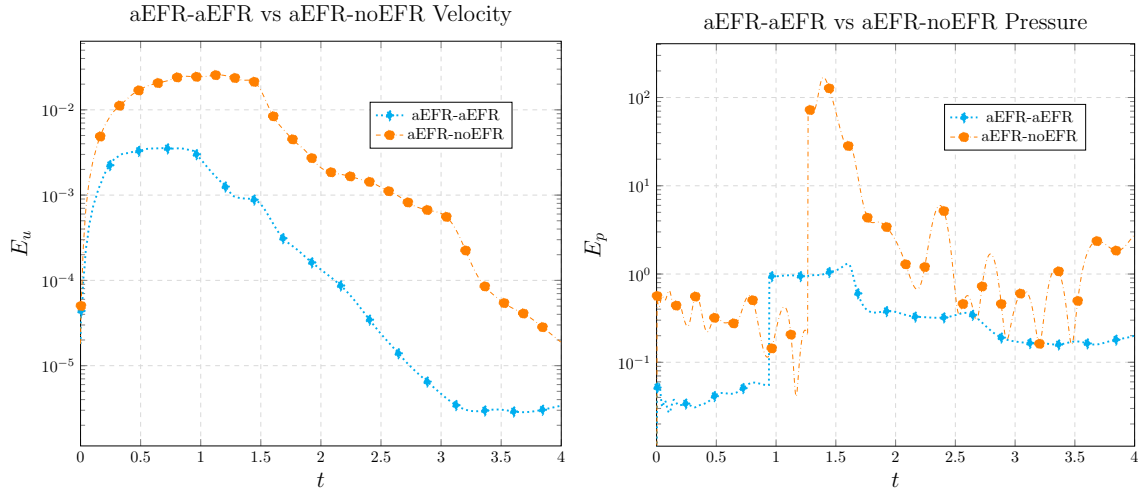 aEFR-aEFR vs aEFR-noEFR Velocity
E_u
10^{-2}
10^{-3}
10^{-4}
10^{-5}
aEFR-aEFR
aEFR-noEFR
0 0.5 1 1.5 2 2.5 3 3.5 4
t
aEFR-aEFR vs aEFR-noEFR Pressure
E_p
10^{2}
10^{1}
10^{0}
10^{-1}
aEFR-aEFR
aEFR-noEFR
0 0.5 1 1.5 2 2.5 3 3.5 4
t